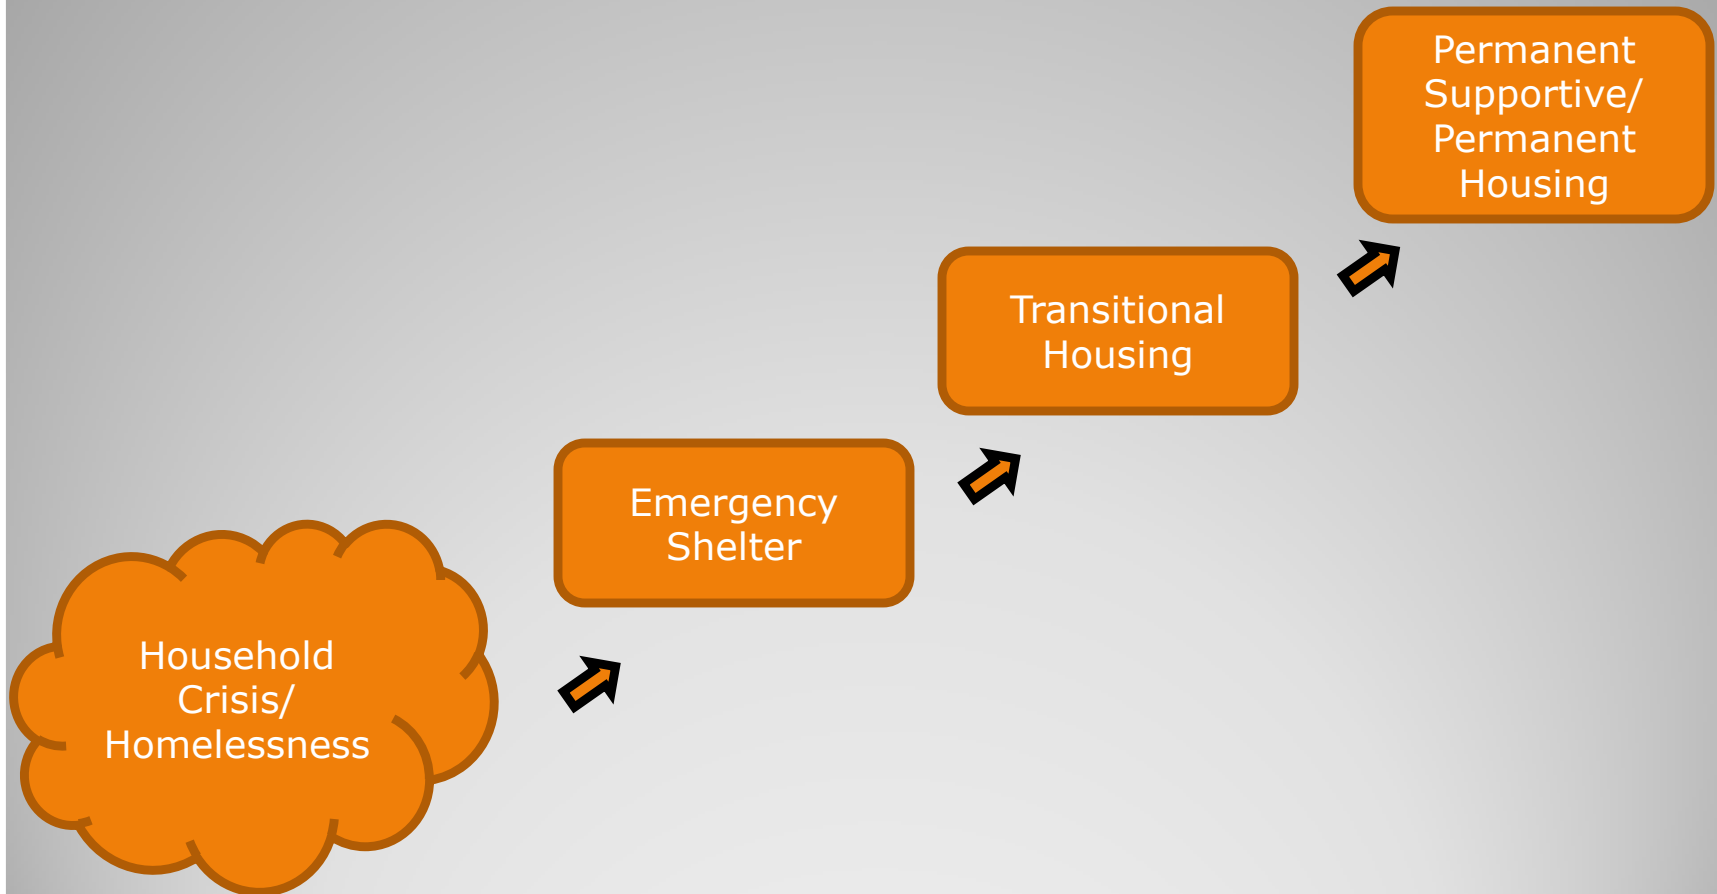 Permanent
Supportive/
Permanent
Housing
Transitional
Housing
Emergency
Shelter
Household
Crisis/
Homelessness